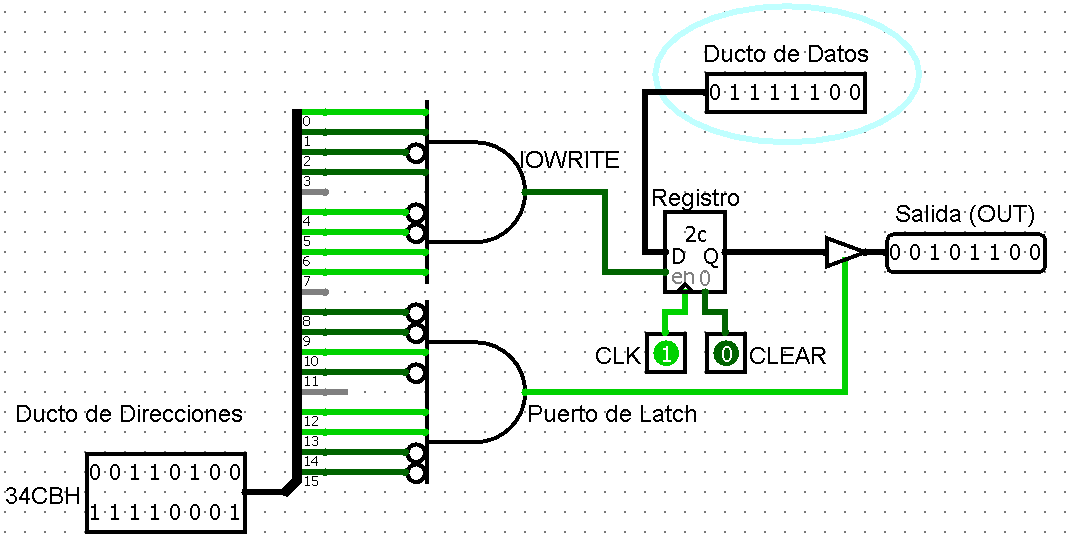 Ducto de Datos
0 1 1 1 1 1 0 0
0
1
2
3
4
5
6
7
8
9
10
11
12
13
14
15
IOWRITE
Registro
2c
D Q
en 0
Salida (OUT)
0 0 1 0 1 1 0 0
CLK 1
0 CLEAR
Puerto de Latch
Ducto de Direcciones
34CBH
0 0 1 1 0 1 0 0
1 1 1 1 0 0 0 1